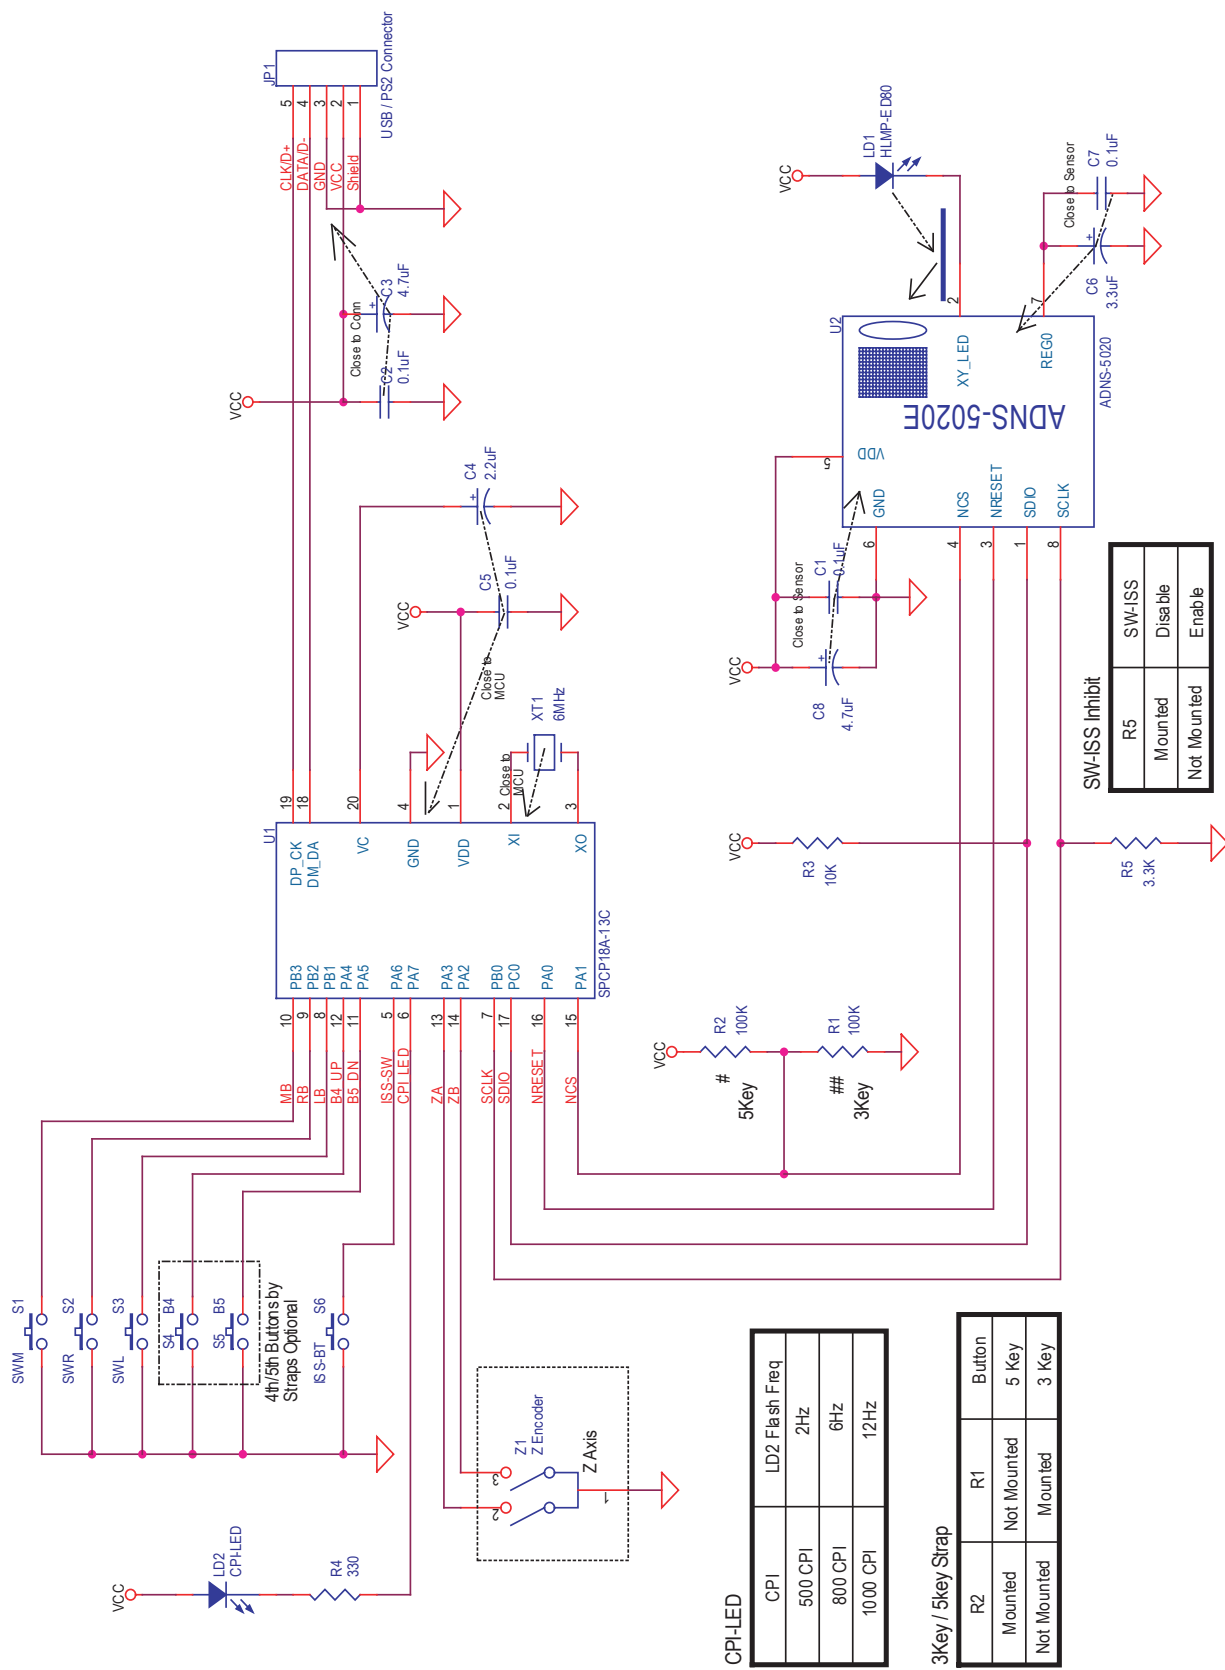 JP1
USB / PS2 Connector
5
4
3
2
1
CLK/D+
DATA/D-
GND
VCC
Shield
VCC
Close to Conn
C2
0.1uF
C3
4.7uF
C4
2.2uF
VCC
C5
0.1uF
Close to
MCU
XT1
6MHz
Close to
MCU
U1
19
18
20
4
1
2
3
DP_CK
DM_DA
VC
GND
VDD
XI
XO
PB3
PB2
PB1
PA4
PA5
PA6
PA7
PA3
PA2
PB0
PC0
PA0
PA1
SPCP18A-13C
10
9
8
12
11
5
6
13
14
7
17
16
15
MB
RB
LB
B4 UP
B5 DN
ISS-SW
CPI LED
ZA
ZB
SCLK
SDIO
NRESET
NCS
SWM
S1
SWR
S2
SWL
S3
S4
B4
S5
B5
4th/5th Buttons by
Straps Optional
ISS-BT
S6
VCC
LD2
CPI-LED
R4
330
Z1
Z Encoder
3
2
1
Z Axis
VCC
LD1
HLMP-ED80
Close to Sensor
C7
0.1uF
C6
3.3uF
U2
2
7
XY_LED
REG0
ADNS-5020E
ADNS-5020
VDD
GND
NCS
NRESET
SDIO
SCLK
5
6
4
3
1
8
Close to Sensor
C1
0.1uF
VCC
C8
4.7uF
VCC
R3
10K
R5
3.3K
VCC
R2
100K
R1
100K
#
5Key
##
3Key
SW-ISS Inhibit
R5 SW-ISS
Mounted Disable
Not Mounted Enable
CPI-LED
CPI LD2 Flash Freq
500 CPI 2Hz
800 CPI 6Hz
1000 CPI 12Hz
3Key / 5key Strap
R2 R1 Button
Mounted Not Mounted 5 Key
Not Mounted Mounted 3 Key